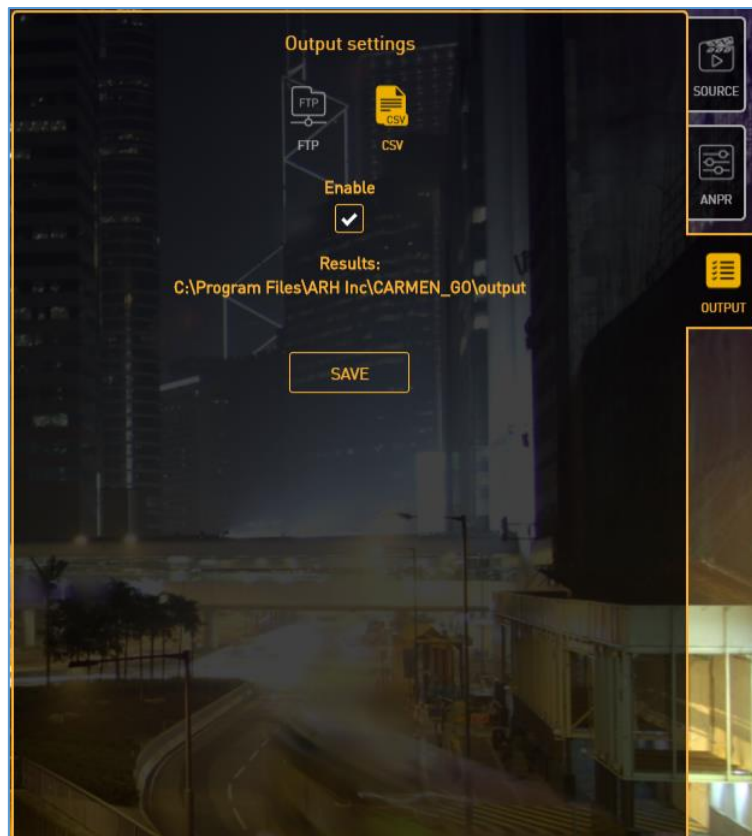 Output settings
FTP
FTP
CSV
CSV
Enable
Results:
C:\Program Files\ARH Inc\CARMEN_GO\output
SAVE
SOURCE
ANPR
OUTPUT